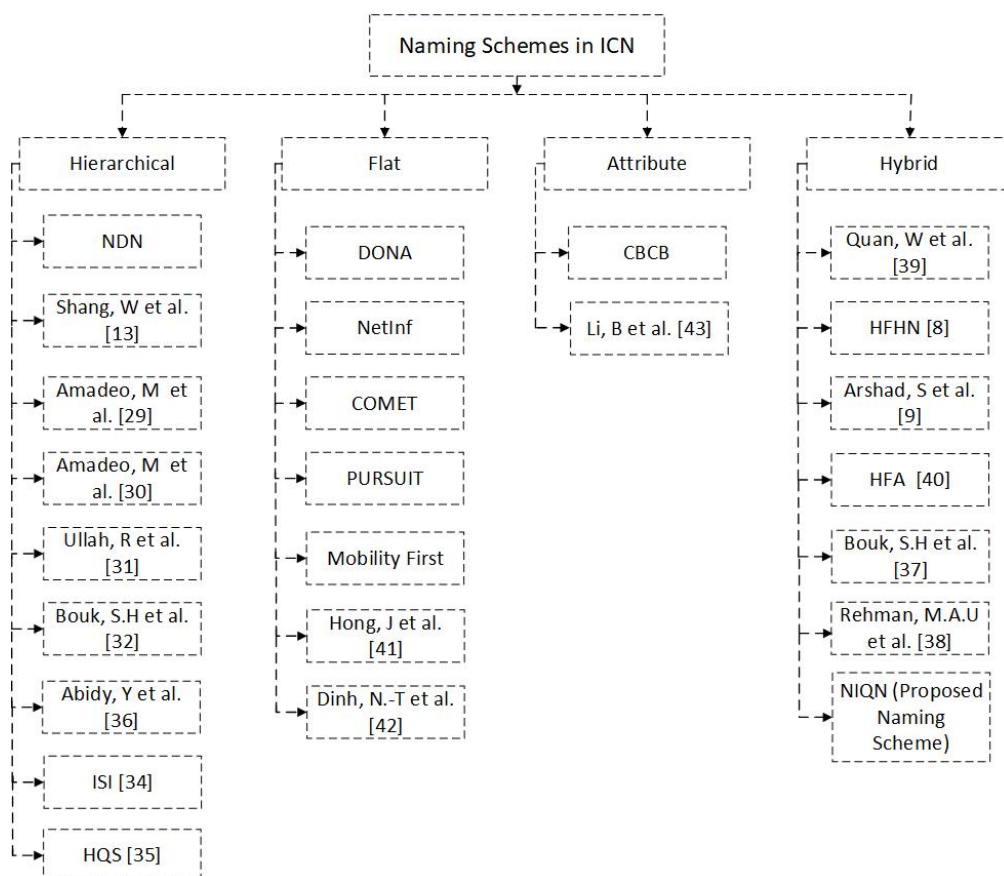 Naming Schemes in ICN
Hierarchical
NDN
Shang, W et al.
[13]
Amadeo, M et
al. [29]
Amadeo, M et
al. [30]
Ullah, R et al.
[31]
Bouk, S.H et al.
[32]
Abidy, Y et al.
[36]
ISI [34]
HQS [35]
Flat
DONA
NetInf
COMET
PURSUIT
Mobility First
Hong, J et al.
[41]
Dinh, N.-T et al.
[42]
Attribute
CBCB
Li, B et al. [43]
Hybrid
Quan, W et al.
[39]
HFHN [8]
Arshad, S et al.
[9]
HFA [40]
Bouk, S.H et al.
[37]
Rehman, M.A.U
et al. [38]
NIQN (Proposed
Naming
Scheme)